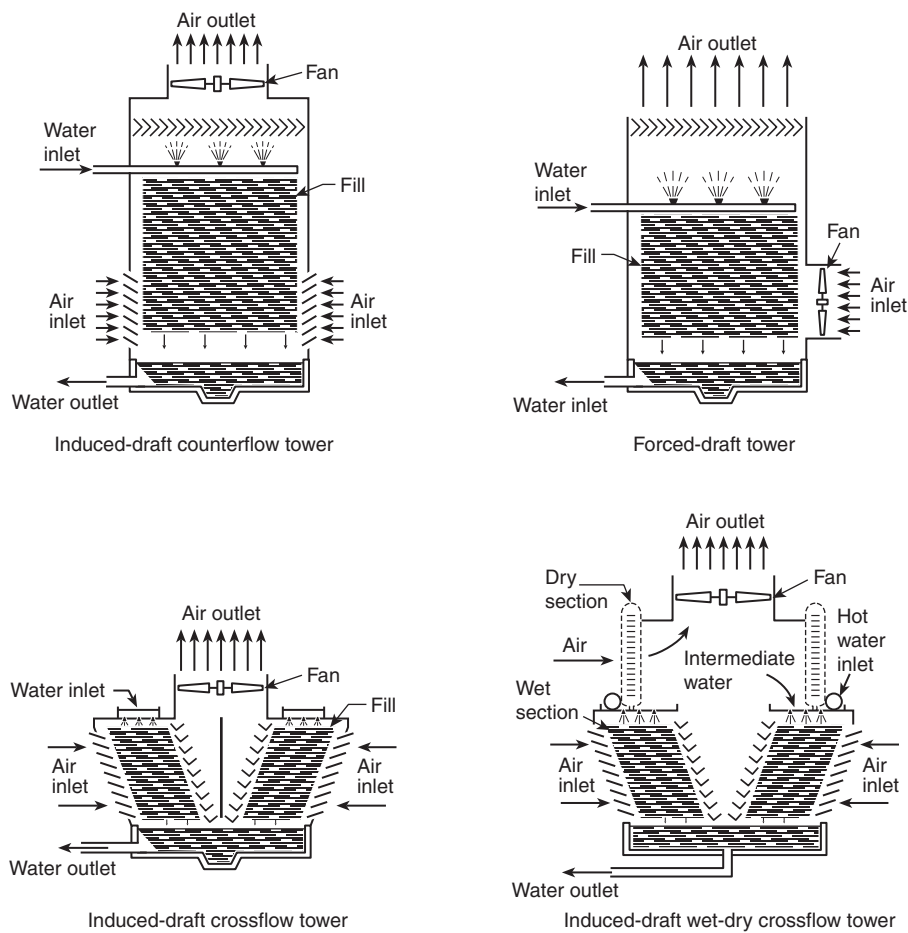 Air outlet
Fan
Water
inlet
Fill
Air
inlet
Air
inlet
Water outlet
Induced-draft counterflow tower
Air outlet
Water
inlet
Fan
Fill
Air
inlet
Water inlet
Forced-draft tower
Air outlet
Fan
Water inlet
Fill
Air
inlet
Air
inlet
Water outlet
Induced-draft crossflow tower
Air outlet
Dry
section
Fan
Hot
water
inlet
Air
Intermediate
water
Wet
section
Air
inlet
Air
inlet
Water outlet
Induced-draft wet-dry crossflow tower